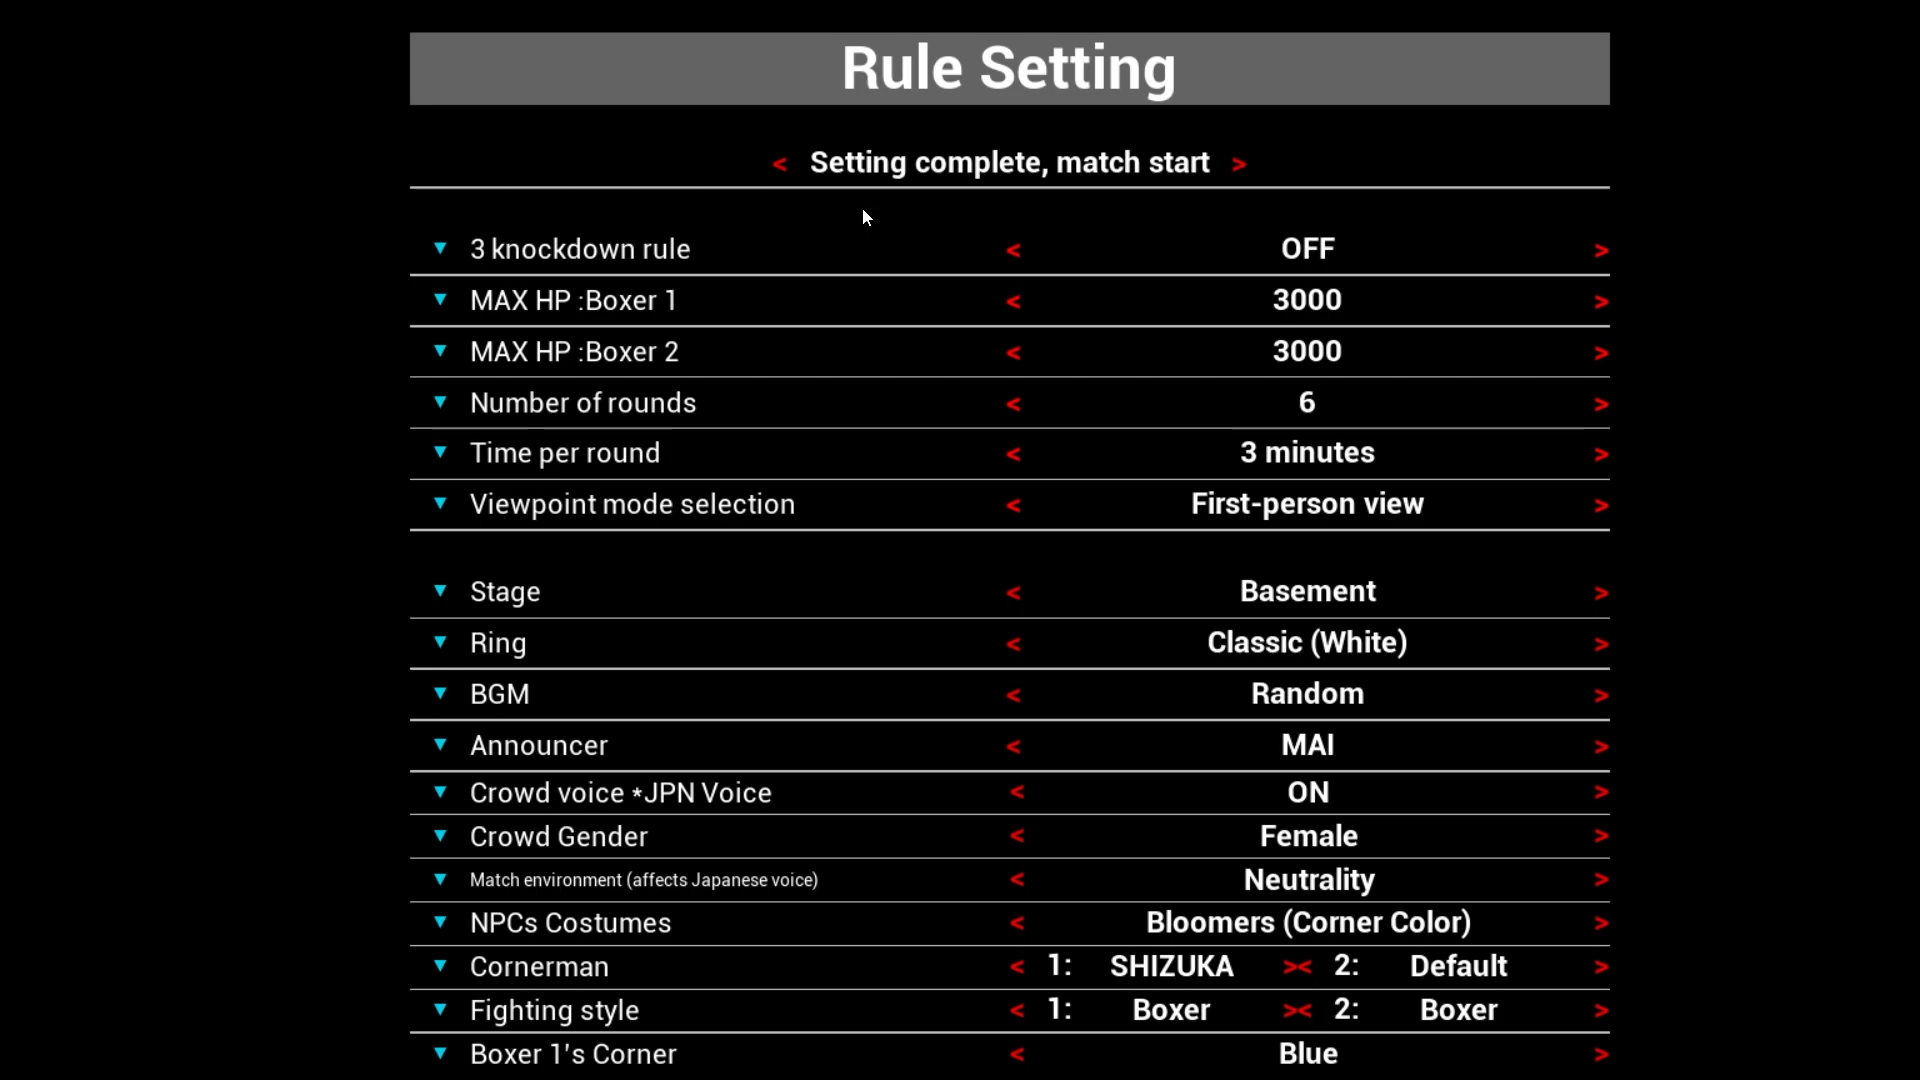 Rule Setting
< Setting complete, match start >
▼ 3 knockdown rule < OFF >
▼ MAX HP :Boxer 1 < 3000 >
▼ MAX HP :Boxer 2 < 3000 >
▼ Number of rounds < 6 >
▼ Time per round < 3 minutes >
▼ Viewpoint mode selection < First-person view >
▼ Stage < Basement >
▼ Ring < Classic (White) >
▼ BGM < Random >
▼ Announcer < MAI >
▼ Crowd voice *JPN Voice < ON >
▼ Crowd Gender < Female >
▼ Match environment (affects Japanese voice) < Neutrality >
▼ NPCs Costumes < Bloomers (Corner Color) >
▼ Cornerman < 1: SHIZUKA >< 2: Default >
▼ Fighting style < 1: Boxer >< 2: Boxer >
▼ Boxer 1's Corner < Blue >